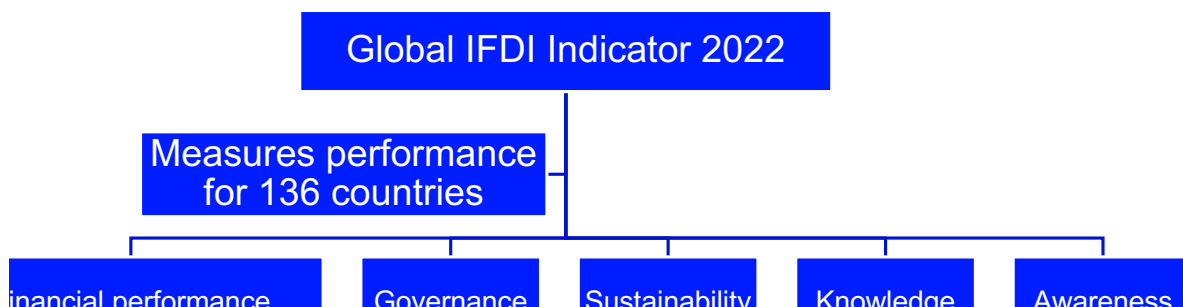 Global IFDI Indicator 2022
Measures performance
for 136 countries
inancial performance
Governance
Sustainability
Knowledge
Awareness